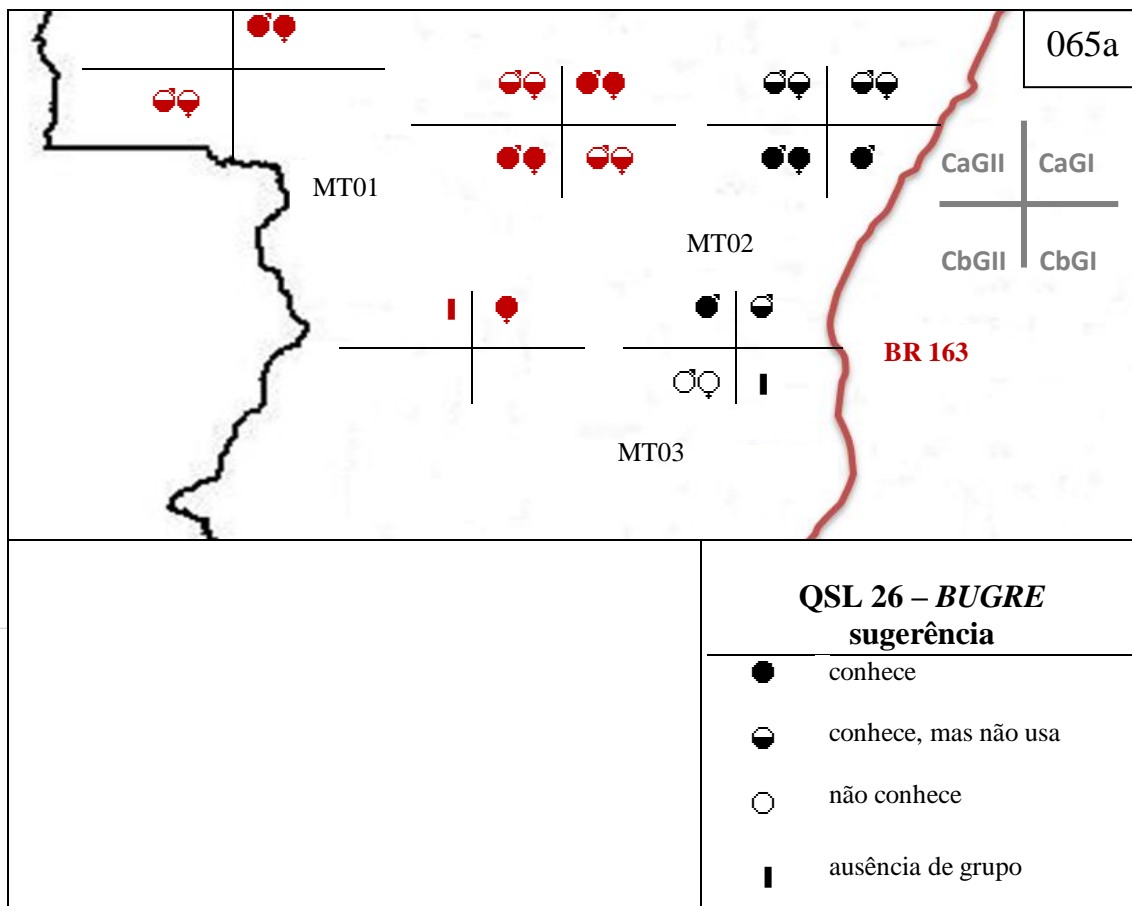 065a
CaGII CaGI
MT01
MT02
CbGII CbGI
BR 163
MT03
QSL 26 – BUGRE
sugerência
conhece
conhece, mas não usa
não conhece
ausência de grupo